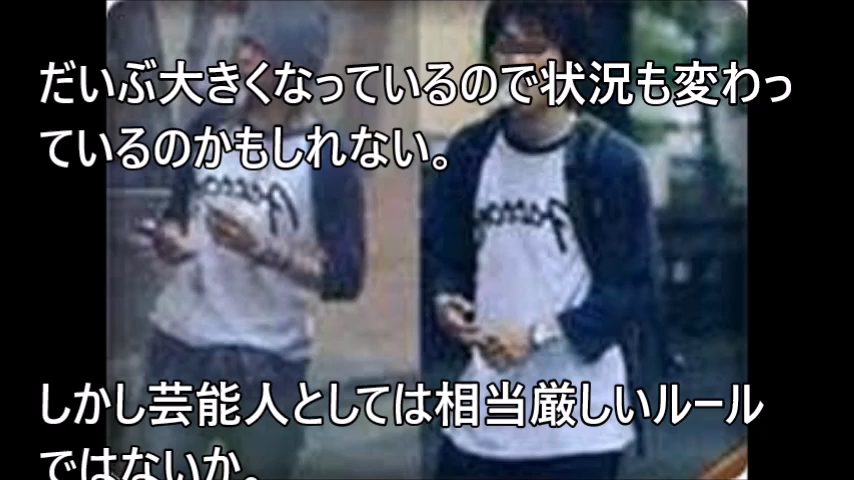 だいぶ大きくなっているので状況も変わっ
ているのかもしれない。
しかし芸能人としては相当厳しいルール
ではないか。